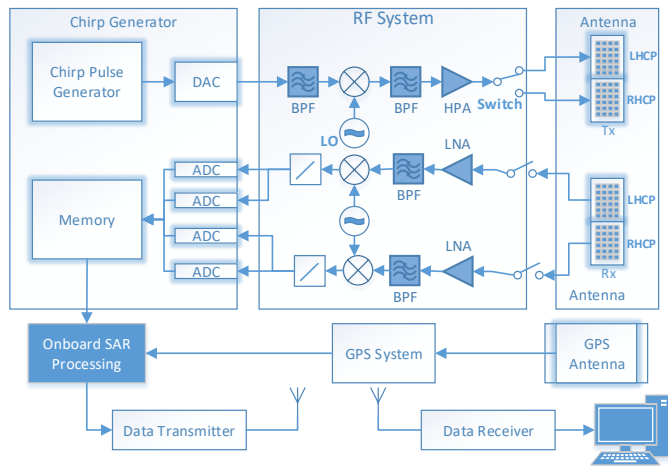 Chirp Generator
RF System
Antenna
Chirp Pulse
Generator
DAC
BPF
BPF
HPA
Switch
LHCP
RHCP
Tx
LO
LNA
ADC
ADC
ADC
ADC
Memory
BPF
LNA
BPF
LHCP
RHCP
Rx
Antenna
Onboard SAR
Processing
GPS System
GPS
Antenna
Data Transmitter
Data Receiver